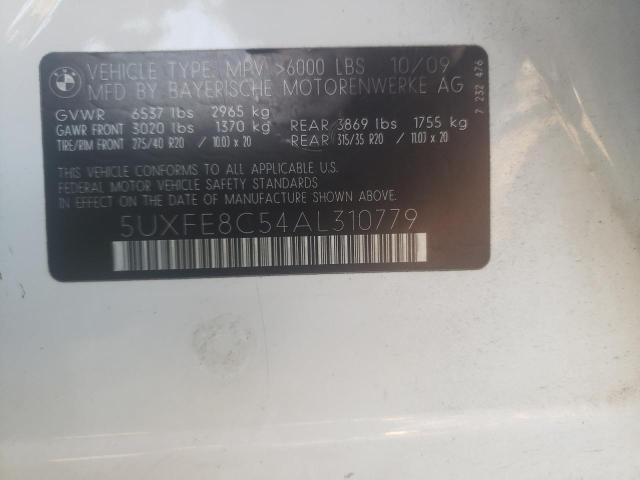 VEHICLE TYPE: MPV >6000 LBS 10/09
MFD BY BAYERISCHE MOTORENWERKE AG
GVWR 6537 lbs 2965 kg
GAWR FRONT 3020 lbs 1370 kg REAR 3869 lbs 1755 kg
TIRE/RIM FRONT 275/40 R20 / 10.0J x 20 REAR 315/35 R20 / 11.0J x 20
THIS VEHICLE CONFORMS TO ALL APPLICABLE
FEDERAL MOTOR VEHICLE SAFETY STANDARDS
IN EFFECT ON THE DATE OF MANUFACTURE SHOWN ABOVE.
5UXFE8C54AL310779
7 232 476